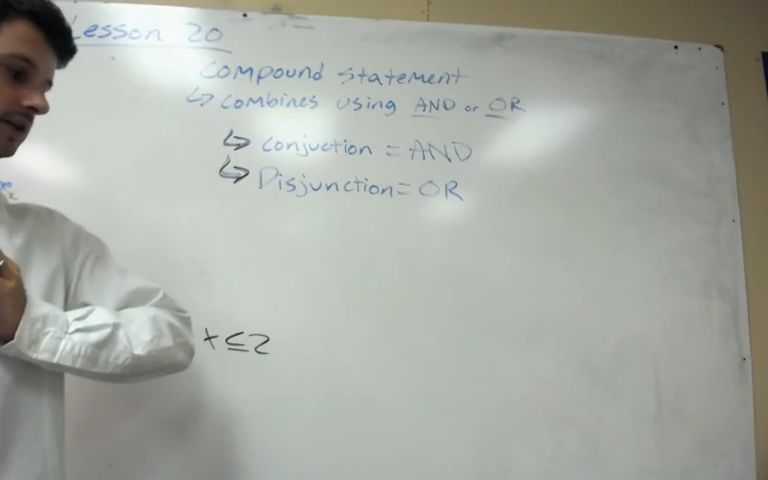 Lesson 20
Compound Statement
↳ Combines using AND or OR
↳ Conjuction = AND
↳ Disjunction = OR
x ≤ 2